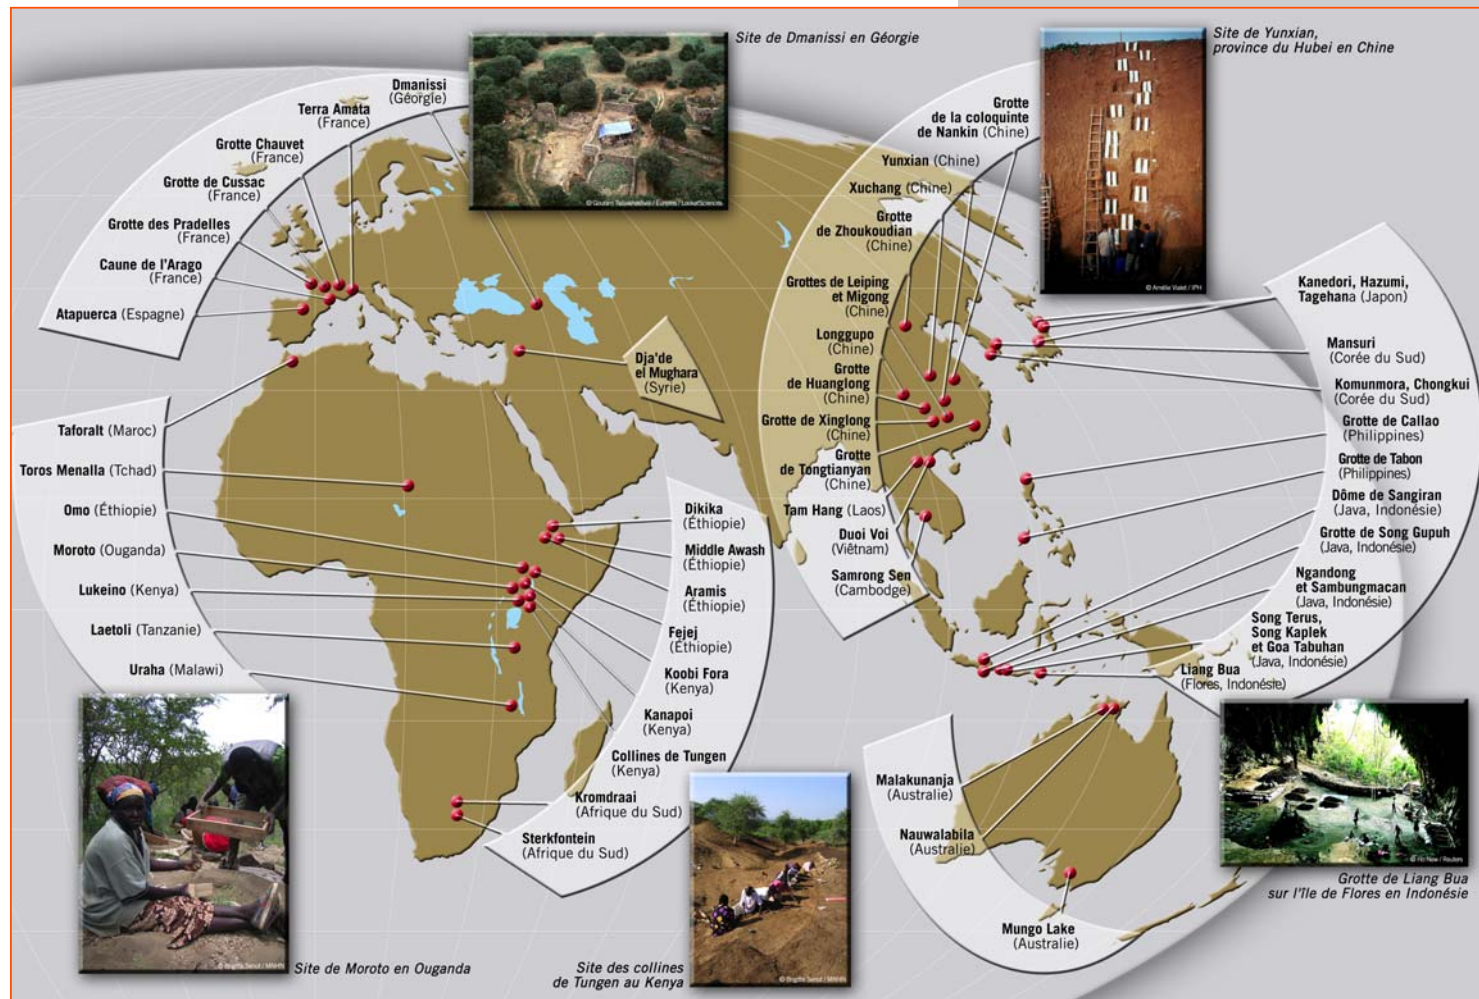 Site de Dmanissi en Géorgie
Site de Yunxian,
province du Hubei en Chine
Dmanissi
(Géorgie)
Terra Amata
(France)
Grotte Chauvet
(France)
Grotte de Cussac
(France)
Grotte des Pradelles
(France)
Caune de l'Arago
(France)
Atapuerca (Espagne)
Dja'de
el Mughara
(Syrie)
Grotte
de la coloquinte
de Nankin (Chine)
Yunxian (Chine)
Xuchang (Chine)
Grotte
de Zhoukoudian
(Chine)
Grottes de Leiping
et Migong
(Chine)
Longgupo
(Chine)
Grotte
de Huanglong
(Chine)
Grotte de Xinglong
(Chine)
Grotte
de Tongtianyan
(Chine)
Tam Hang (Laos)
Duoi Voi
(Viêtnam)
Samrong Sen
(Cambodge)
© Amélie Vialet / IPH
Kanedori, Hazumi,
Tagehana (Japon)
Mansuri
(Corée du Sud)
Komunmora, Chongkui
(Corée du Sud)
Grotte de Callao
(Philippines)
Grotte de Tabon
(Philippines)
Dôme de Sangiran
(Java, Indonésie)
Grotte de Song Gupuh
(Java, Indonésie)
Ngandong
et Sambungmacan
(Java, Indonésie)
Song Terus,
Song Kaplek
et Goa Tabuhan
(Java, Indonésie)
Liang Bua
(Flores, Indonésie)
Taforalt (Maroc)
Toros Menalla (Tchad)
Omo (Éthiopie)
Moroto (Ouganda)
Lukeino (Kenya)
Laetoli (Tanzanie)
Uraha (Malawi)
Dikika
(Éthiopie)
Middle Awash
(Éthiopie)
Aramis
(Éthiopie)
Fejej
(Éthiopie)
Koobi Fora
(Kenya)
Kanapoi
(Kenya)
Collines de Tungen
(Kenya)
Kromdraai
(Afrique du Sud)
Sterkfontein
(Afrique du Sud)
Malakunanja
(Australie)
Nauwalabila
(Australie)
Mungo Lake
(Australie)
© Brigitte Senut / MNHN
Site de Moroto en Ouganda
© Brigitte Senut / MNHN
Site des collines
de Tungen au Kenya
Grotte de Liang Bua
sur l'île de Flores en Indonésie